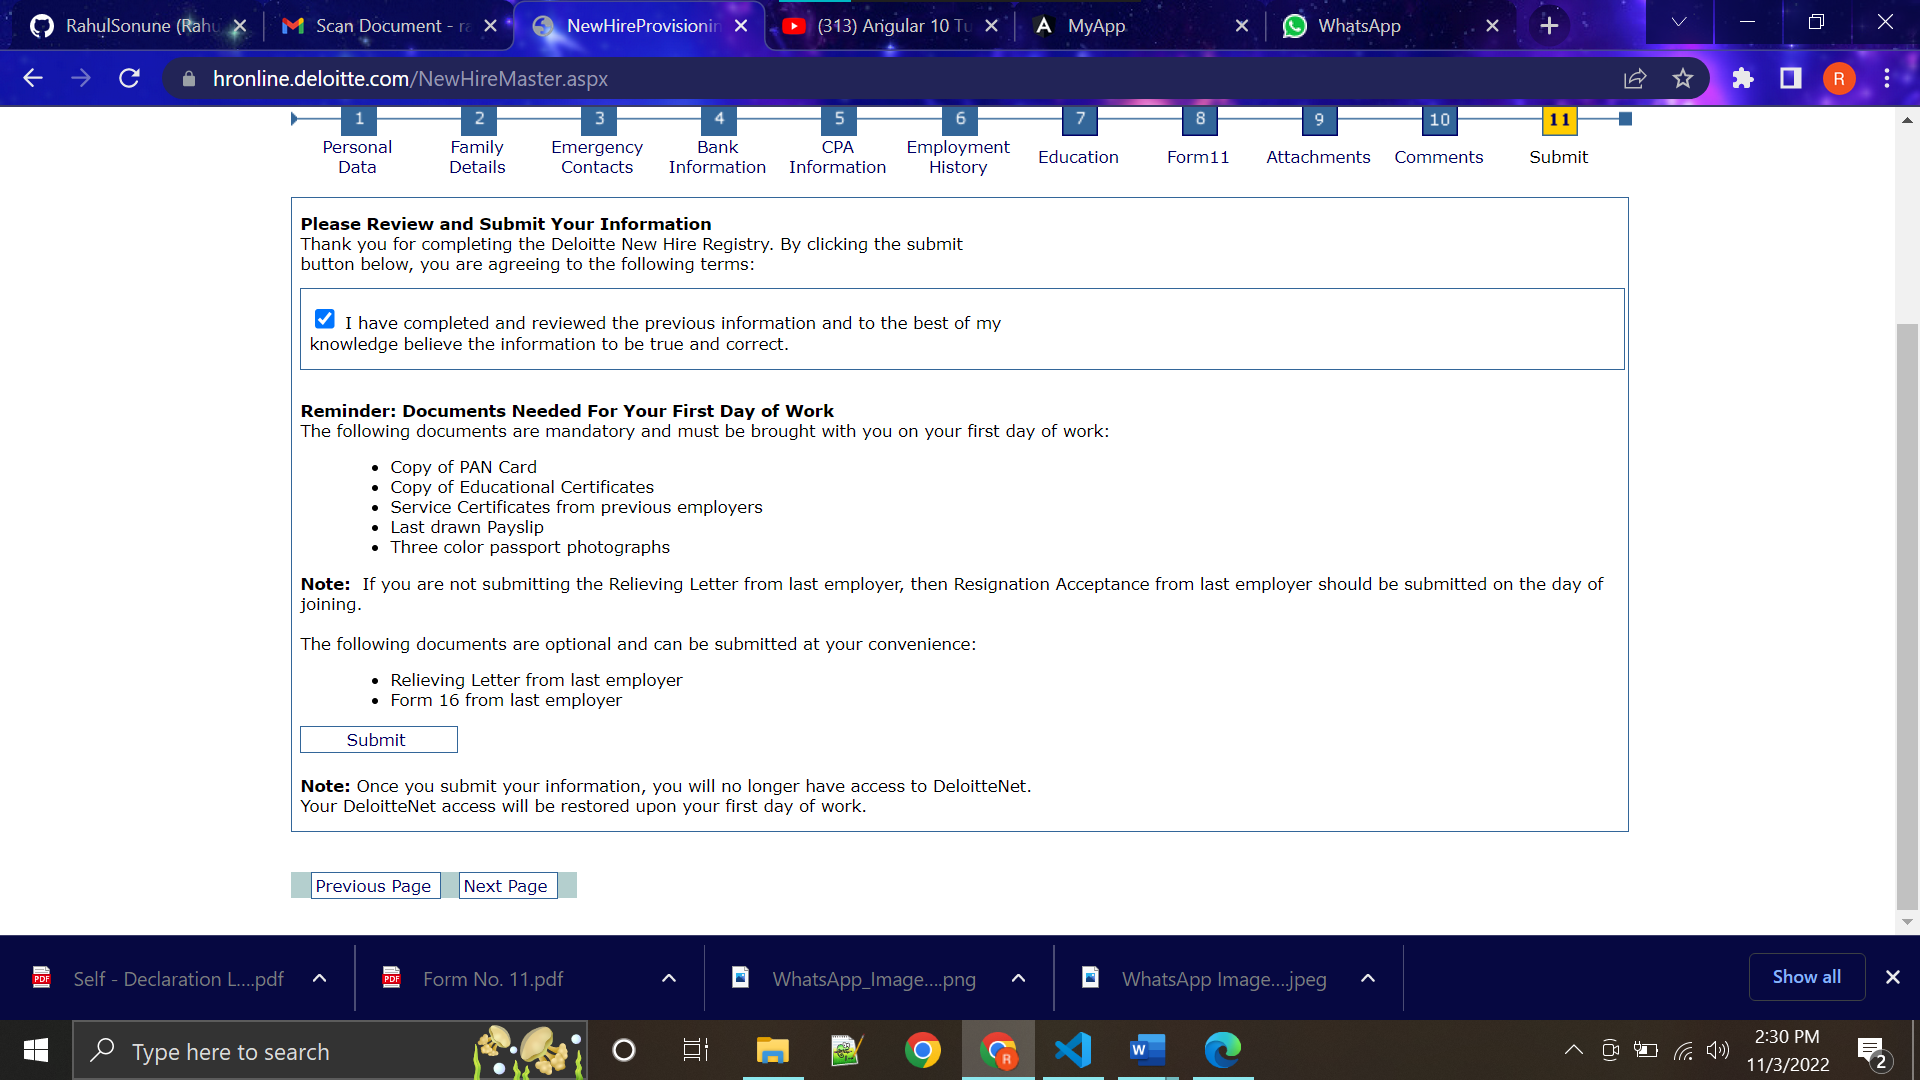 RahulSonune (Rahu
Scan Document - ra
NewHireProvisionin
(313) Angular 10 Tu
MyApp
WhatsApp
hronline.deloitte.com/NewHireMaster.aspx
R
1 2 3 4 5 6 7 8 9 10 11
Personal Data
Family Details
Emergency Contacts
Bank Information
CPA Information
Employment History
Education
Form11
Attachments
Comments
Submit
Please Review and Submit Your Information
Thank you for completing the Deloitte New Hire Registry. By clicking the submit
button below, you are agreeing to the following terms:
I have completed and reviewed the previous information and to the best of my
knowledge believe the information to be true and correct.
Reminder: Documents Needed For Your First Day of Work
The following documents are mandatory and must be brought with you on your first day of work:
• Copy of PAN Card
• Copy of Educational Certificates
• Service Certificates from previous employers
• Last drawn Payslip
• Three color passport photographs
Note: If you are not submitting the Relieving Letter from last employer, then Resignation Acceptance from last employer should be submitted on the day of
joining.
The following documents are optional and can be submitted at your convenience:
• Relieving Letter from last employer
• Form 16 from last employer
Submit
Note: Once you submit your information, you will no longer have access to DeloitteNet.
Your DeloitteNet access will be restored upon your first day of work.
Previous Page
Next Page
PDF
Self - Declaration L....pdf
PDF
Form No. 11.pdf
WhatsApp_Image....png
WhatsApp Image....jpeg
Show all
Type here to search
R
W
2:30 PM
11/3/2022
2